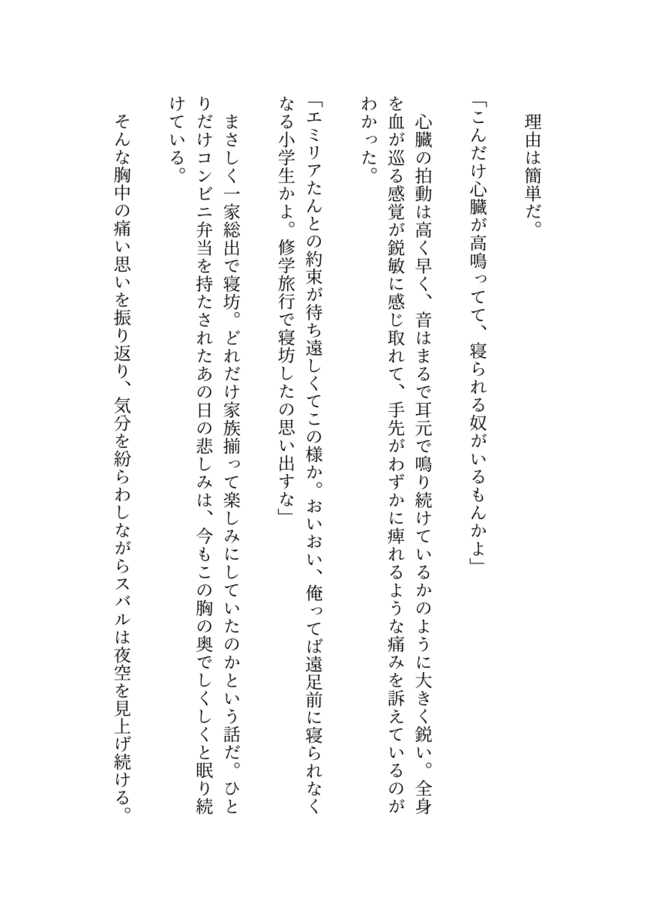 理由は簡単だ。
「こんだけ心臓が高鳴ってて、寝られる奴がいるもんかよ」
心臓の拍動は高く早く、音はまるで耳元で鳴り続けているかのように大きく鋭い。全身
を血が巡る感覚が鋭敏に感じ取れて、手先がわずかに痺れるような痛みを訴えているのが
わかった。
「エミリアたんとの約束が待ち遠しくてこの様か。おいおい、俺ってば遠足前に寝られなく
なる小学生かよ。修学旅行で寝坊したの思い出すな」
まさしく一家総出で寝坊。どれだけ家族揃って楽しみにしていたのかという話だ。ひと
りだけコンビニ弁当を持たされたあの日の悲しみは、今もこの胸の奥でしくしくと眠り続
けている。
そんな胸中の痛い思いを振り返り、気分を紛らわしながらスバルは夜空を見上げ続ける。